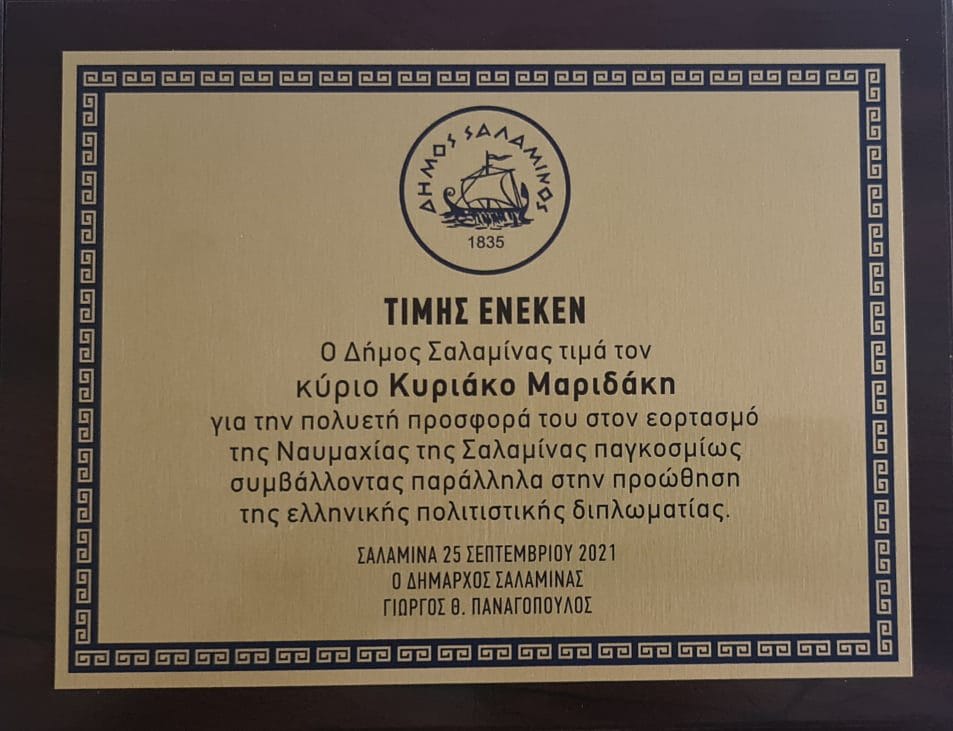 ΔΗΜΟΣ ΣΑΛΑΜΙΝΟΣ
1835
ΤΙΜΗΣ ΕΝΕΚΕΝ
Ο Δήμος Σαλαμίνας τιμά τον
κύριο Κυριάκο Μαριδάκη
για την πολυετή προσφορά του στον εορτασμό
της Ναυμαχίας της Σαλαμίνας παγκοσμίως
συμβάλλοντας παράλληλα στην προώθηση
της ελληνικής πολιτιστικής διπλωματίας.
ΣΑΛΑΜΙΝΑ 25 ΣΕΠΤΕΜΒΡΙΟΥ 2021
Ο ΔΗΜΑΡΧΟΣ ΣΑΛΑΜΙΝΑΣ
ΓΙΩΡΓΟΣ Θ. ΠΑΝΑΓΟΠΟΥΛΟΣ